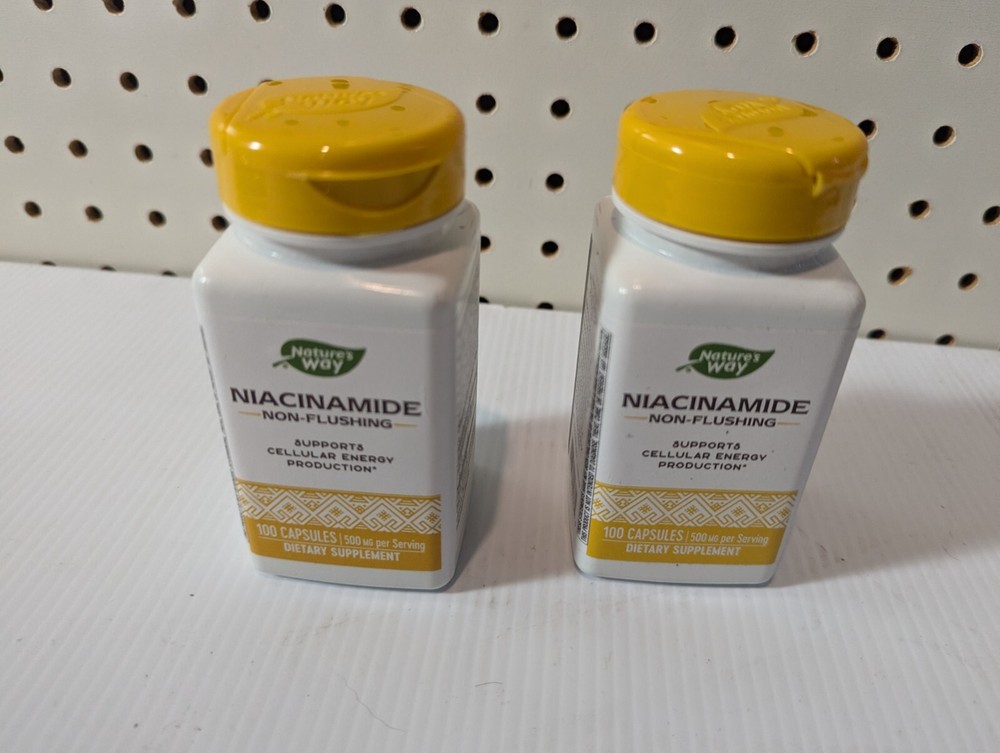 Nature's
Way
NIACINAMIDE
NON-FLUSHING
SUPPORTS
CELLULAR ENERGY
PRODUCTION*
100 CAPSULES | 500 MG per Serving
DIETARY SUPPLEMENT
Nature's
Way
NIACINAMIDE
NON-FLUSHING
SUPPORTS
CELLULAR ENERGY
PRODUCTION*
100 CAPSULES | 500 MG per Serving
DIETARY SUPPLEMENT